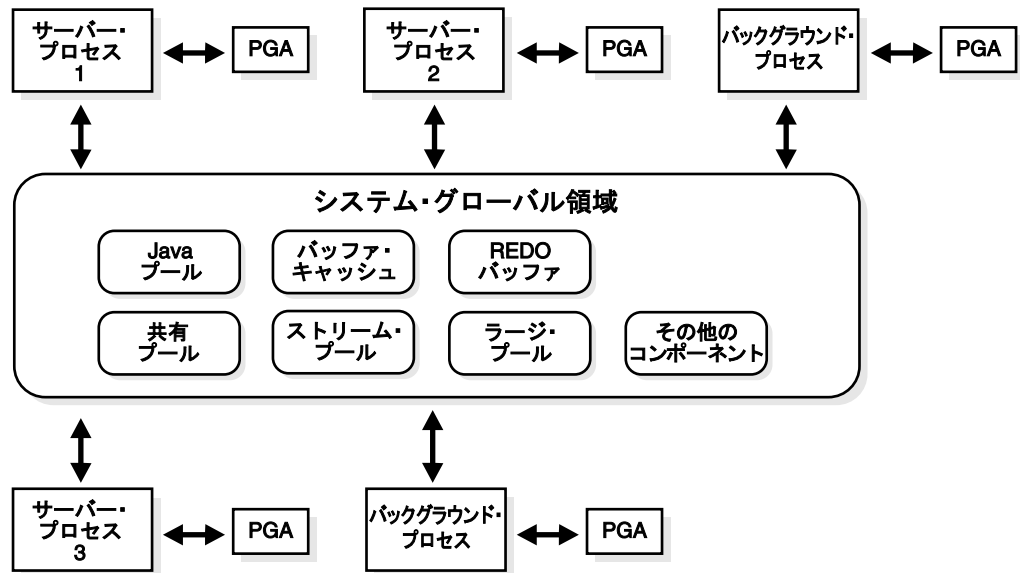 サーバー・
プロセス
1
PGA
サーバー・
プロセス
2
PGA
バックグラウンド・
プロセス
PGA
システム・グローバル領域
Java
プール
バッファ・
キャッシュ
REDO
バッファ
共有
プール
ストリーム・
プール
ラージ・
プール
その他の
コンポーネント
サーバー・
プロセス
3
PGA
バックグラウンド・
プロセス
PGA